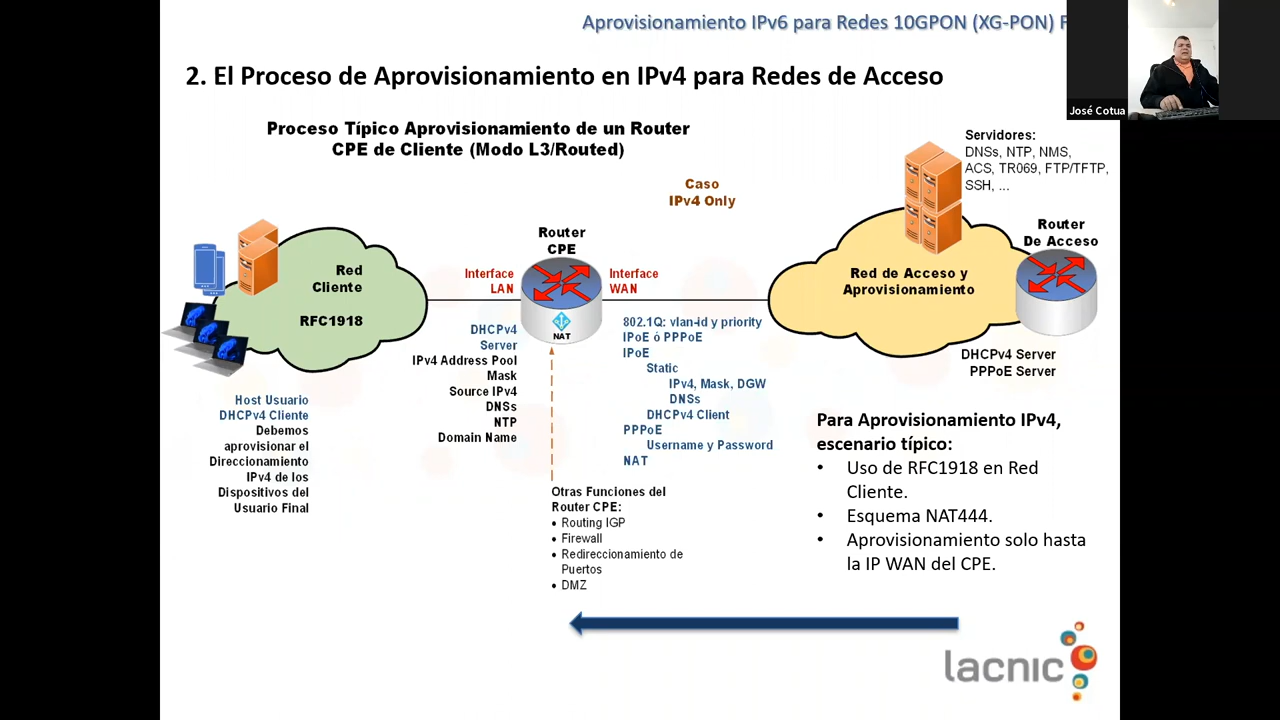 Aprovisionamiento IPv6 para Redes 10GPON (XG-PON) F
José Cotua
2. El Proceso de Aprovisionamiento en IPv4 para Redes de Acceso
Proceso Típico Aprovisionamiento de un Router
CPE de Cliente (Modo L3/Routed)
Caso
IPv4 Only
Servidores:
DNSs, NTP, NMS,
ACS, TR069, FTP/TFTP,
SSH, ...
Router
De Acceso
Router
CPE
Red
Cliente
RFC1918
Interface
LAN
Interface
WAN
Red de Acceso y
Aprovisionamiento
NAT
DHCPv4
Server
IPv4 Address Pool
Mask
Source IPv4
DNSs
NTP
Domain Name
802.1Q: vlan-id y priority
IPoE ó PPPoE
IPoE
Static
IPv4, Mask, DGW
DNSs
DHCPv4 Client
PPPoE
Username y Password
NAT
DHCPv4 Server
PPPoE Server
Host Usuario
DHCPv4 Cliente
Debemos
aprovisionar el
Direccionamiento
IPv4 de los
Dispositivos del
Usuario Final
Otras Funciones del
Router CPE:
• Routing IGP
• Firewall
• Redireccionamiento de
Puertos
• DMZ
Para Aprovisionamiento IPv4,
escenario típico:
• Uso de RFC1918 en Red
Cliente.
• Esquema NAT444.
• Aprovisionamiento solo hasta
la IP WAN del CPE.
lacnic